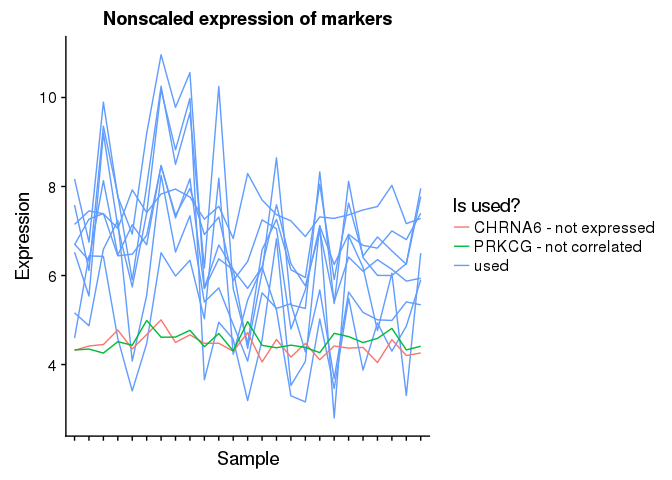 Nonscaled expression of markers
Expression
10
8
6
4
Sample
Is used?
CHRNA6 - not expressed
PRKCG - not correlated
used